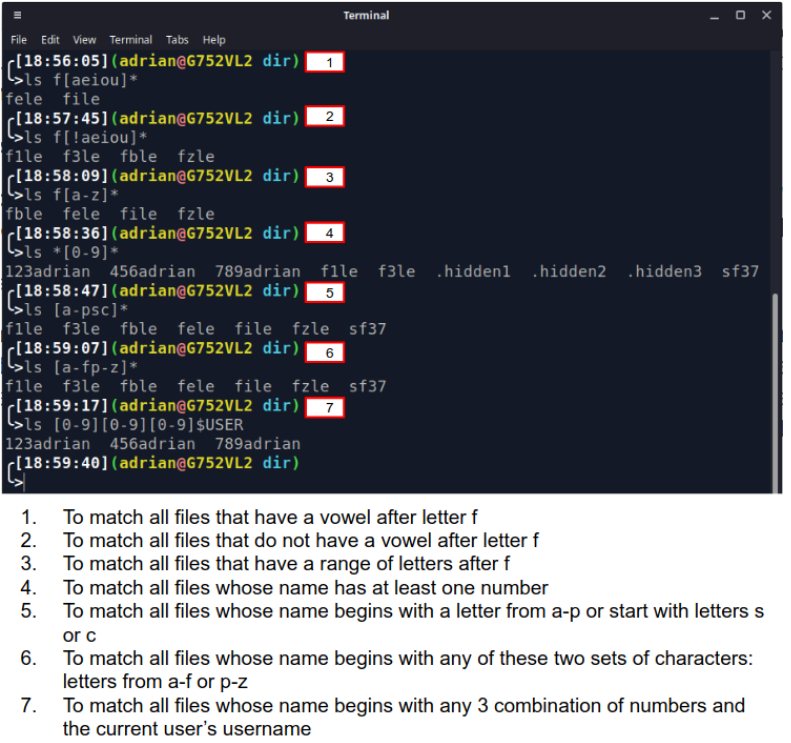 Terminal
File Edit View Terminal Tabs Help
[18:56:05](adrian@G752VL2 dir) 1
>ls f[aeiou]*
fele file
[18:57:45](adrian@G752VL2 dir) 2
>ls f[!aeiou]*
f1le f3le fble fzle
[18:58:09](adrian@G752VL2 dir) 3
>ls f[a-z]*
fble fele file fzle
[18:58:36](adrian@G752VL2 dir) 4
>ls *[0-9]*
123adrian 456adrian 789adrian f1le f3le .hidden1 .hidden2 .hidden3 sf37
[18:58:47](adrian@G752VL2 dir) 5
>ls [a-psc]*
f1le f3le fble fele file fzle sf37
[18:59:07](adrian@G752VL2 dir) 6
>ls [a-fp-z]*
f1le f3le fble fele file fzle sf37
[18:59:17](adrian@G752VL2 dir) 7
>ls [0-9][0-9][0-9]$USER
123adrian 456adrian 789adrian
[18:59:40](adrian@G752VL2 dir)
>
1. To match all files that have a vowel after letter f
2. To match all files that do not have a vowel after letter f
3. To match all files that have a range of letters after f
4. To match all files whose name has at least one number
5. To match all files whose name begins with a letter from a-p or start with letters s
or c
6. To match all files whose name begins with any of these two sets of characters:
letters from a-f or p-z
7. To match all files whose name begins with any 3 combination of numbers and
the current user's username